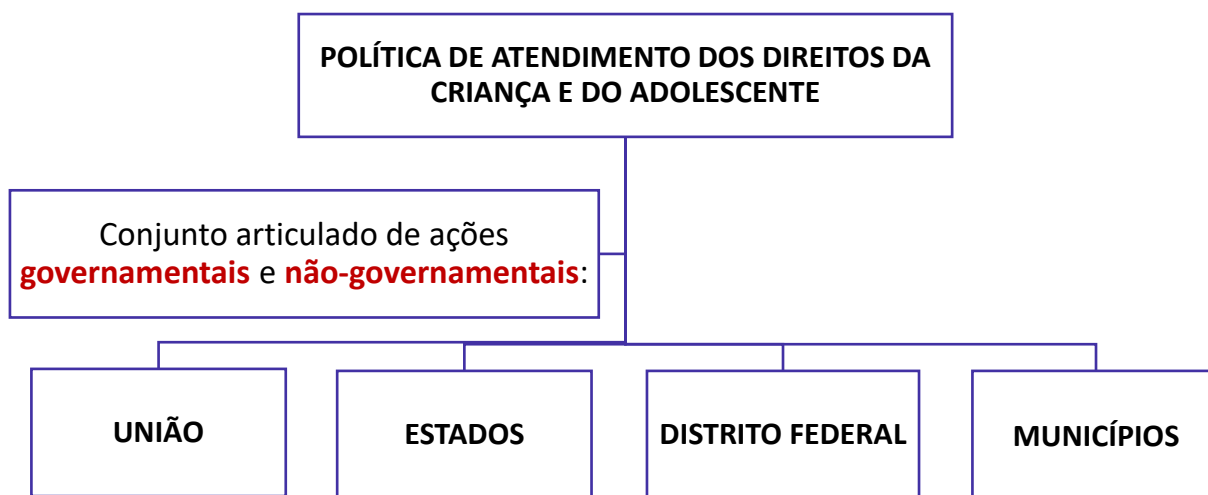 POLÍTICA DE ATENDIMENTO DOS DIREITOS DA
CRIANÇA E DO ADOLESCENTE
Conjunto articulado de ações
governamentais e não-governamentais:
UNIÃO
ESTADOS
DISTRITO FEDERAL
MUNICÍPIOS